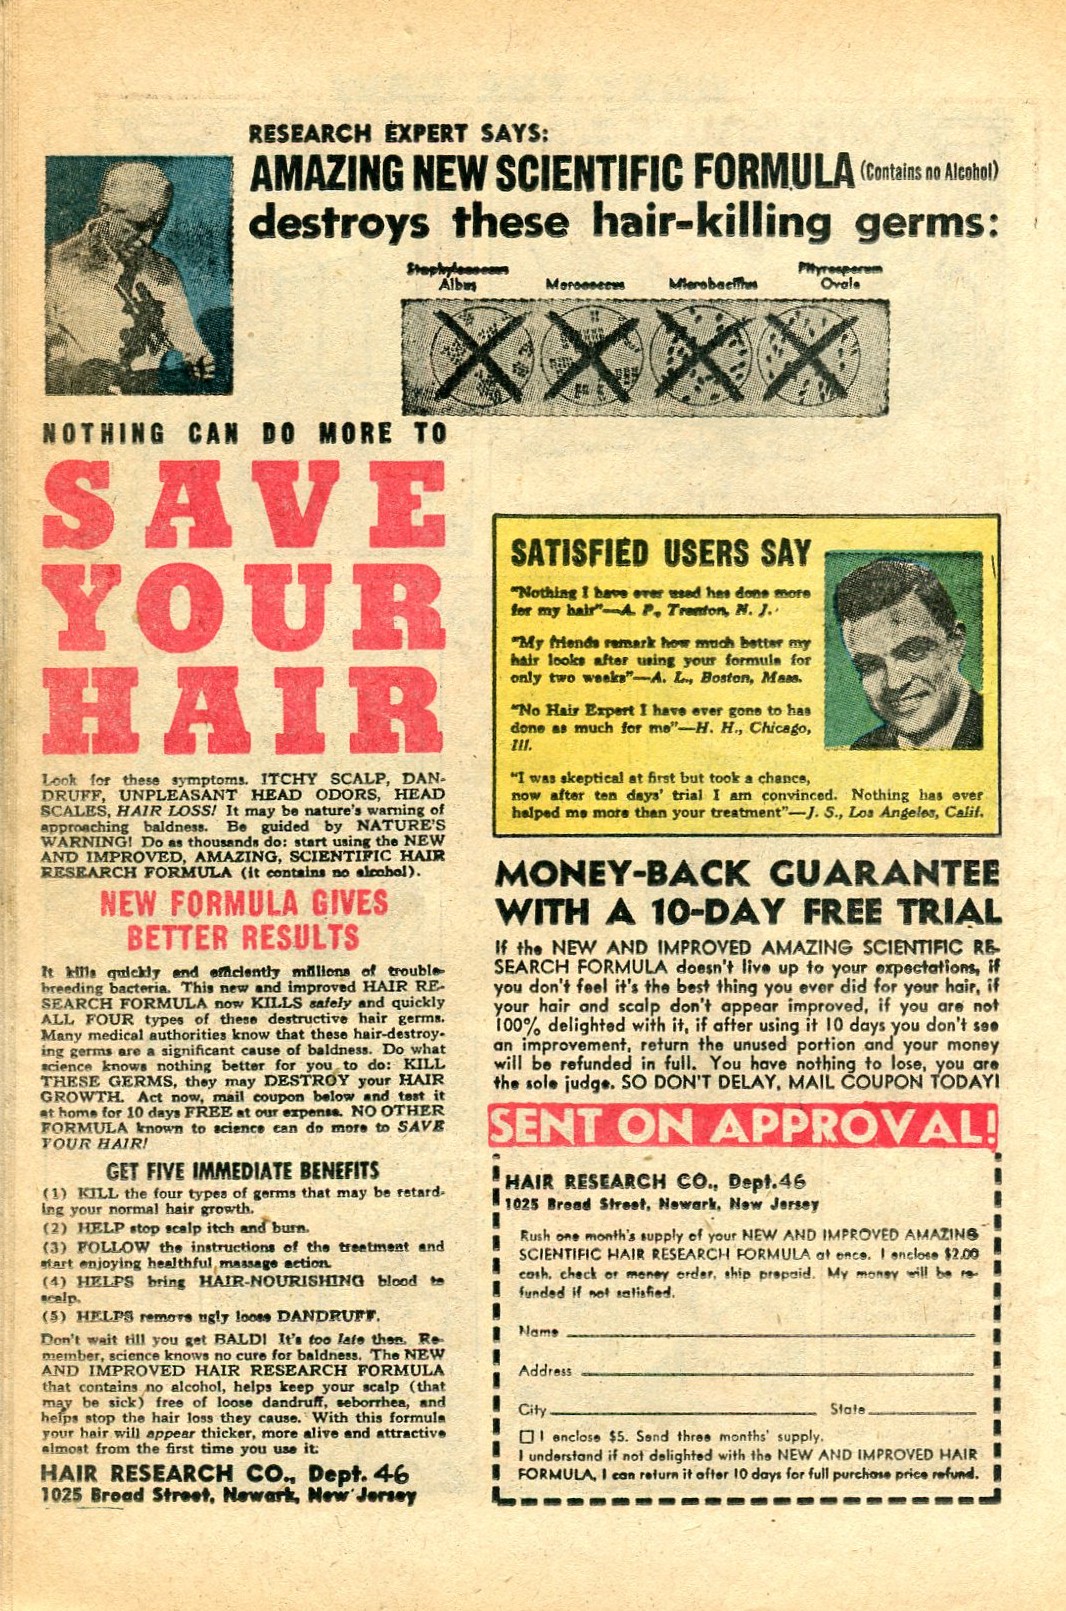 RESEARCH EXPERT SAYS:
AMAZING NEW SCIENTIFIC FORMULA (Contains no Alcohol)
destroys these hair-killing germs:
Staphylococcus
Albus
Morococcus
Microbacillus
Pityrosporum
Ovale
NOTHING CAN DO MORE TO
SAVE
YOUR
HAIR
Look for these symptoms. ITCHY SCALP, DAN-
DRUFF, UNPLEASANT HEAD ODORS, HEAD
SCALES, HAIR LOSS! It may be nature's warning of
approaching baldness. Be guided by NATURE'S
WARNING! Do as thousands do: start using the NEW
AND IMPROVED, AMAZING, SCIENTIFIC HAIR
RESEARCH FORMULA (it contains no alcohol).
NEW FORMULA GIVES
BETTER RESULTS
It kills quickly and efficiently millions of trouble-
breeding bacteria. This new and improved HAIR RE-
SEARCH FORMULA now KILLS safely and quickly
ALL FOUR types of these destructive hair germs.
Many medical authorities know that these hair-destroy-
ing germs are a significant cause of baldness. Do what
science knows nothing better for you to do: KILL
THESE GERMS, they may DESTROY your HAIR
GROWTH. Act now, mail coupon below and test it
at home for 10 days FREE at our expense. NO OTHER
FORMULA known to science can do more to SAVE
YOUR HAIR!
GET FIVE IMMEDIATE BENEFITS
(1) KILL the four types of germs that may be retard-
ing your normal hair growth.
(2) HELP stop scalp itch and burn.
(3) FOLLOW the instructions of the treatment and
start enjoying healthful massage action.
(4) HELPS bring HAIR-NOURISHING blood to
scalp.
(5) HELPS remove ugly loose DANDRUFF.
Don't wait till you get BALD! It's too late then. Re-
member, science knows no cure for baldness. The NEW
AND IMPROVED HAIR RESEARCH FORMULA
that contains no alcohol, helps keep your scalp (that
may be sick) free of loose dandruff, seborrhea, and
helps stop the hair loss they cause. With this formula
your hair will appear thicker, more alive and attractive
almost from the first time you use it.
HAIR RESEARCH CO., Dept. 46
1025 Broad Street, Newark, New Jersey
SATISFIED USERS SAY
"Nothing I have ever used has done more
for my hair"—A. P., Trenton, N. J.
"My friends remark how much better my
hair looks after using your formula for
only two weeks"—A. L., Boston, Mass.
"No Hair Expert I have ever gone to has
done as much for me"—H. H., Chicago,
Ill.
"I was skeptical at first but took a chance,
now after ten days' trial I am convinced. Nothing has ever
helped me more than your treatment"—J. S., Los Angeles, Calif.
MONEY-BACK GUARANTEE
WITH A 10-DAY FREE TRIAL
If the NEW AND IMPROVED AMAZING SCIENTIFIC RE-
SEARCH FORMULA doesn't live up to your expectations, if
you don't feel it's the best thing you ever did for your hair, if
your hair and scalp don't appear improved, if you are not
100% delighted with it, if after using it 10 days you don't see
an improvement, return the unused portion and your money
will be refunded in full. You have nothing to lose, you are
the sole judge. SO DON'T DELAY, MAIL COUPON TODAY!
SENT ON APPROVAL!
HAIR RESEARCH CO., Dept. 46
1025 Broad Street, Newark, New Jersey
Rush one month's supply of your NEW AND IMPROVED AMAZING
SCIENTIFIC HAIR RESEARCH FORMULA at once. I enclose $2.00
cash, check or money order, ship prepaid. My money will be re-
funded if not satisfied.
Name
Address
City State
I enclose $5. Send three months' supply.
I understand if not delighted with the NEW AND IMPROVED HAIR
FORMULA, I can return it after 10 days for full purchase price refund.